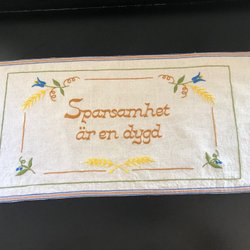 Sparsamhet
är en dygd